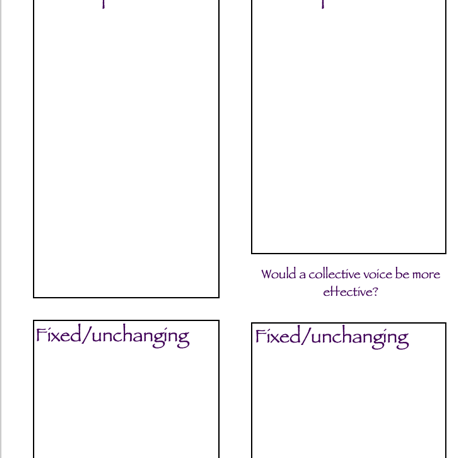 Would a collective voice be more
effective?
Fixed/unchanging
Fixed/unchanging